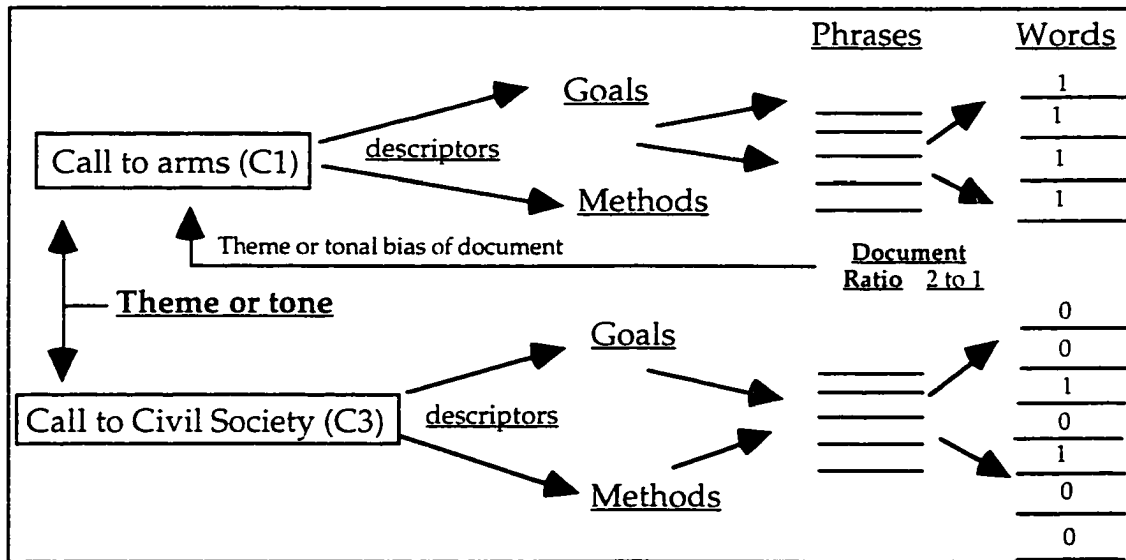 Phrases Words
Goals
descriptors
Call to arms (C1)
Methods
1
1
1
1
Theme or tonal bias of document
Document
Ratio 2 to 1
Theme or tone
Goals
descriptors
Call to Civil Society (C3)
Methods
0
0
1
0
1
0
0